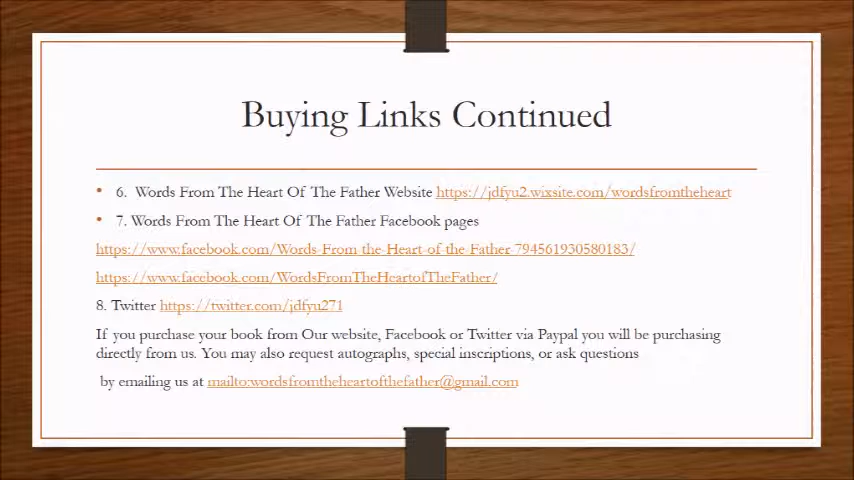 Buying Links Continued
• 6. Words From The Heart Of The Father Website https://jdfyu2.wixsite.com/wordsfromtheheart
• 7. Words From The Heart Of The Father Facebook pages
https://www.facebook.com/Words-From-the-Heart-of-the-Father-794561930580183/
https://www.facebook.com/WordsFromTheHeartofTheFather/
8. Twitter https://twitter.com/jdfyu271
If you purchase your book from Our website, Facebook or Twitter via Paypal you will be purchasing
directly from us. You may also request autographs, special inscriptions, or ask questions
by emailing us at mailto:wordsfromtheheartofthefather@gmail.com